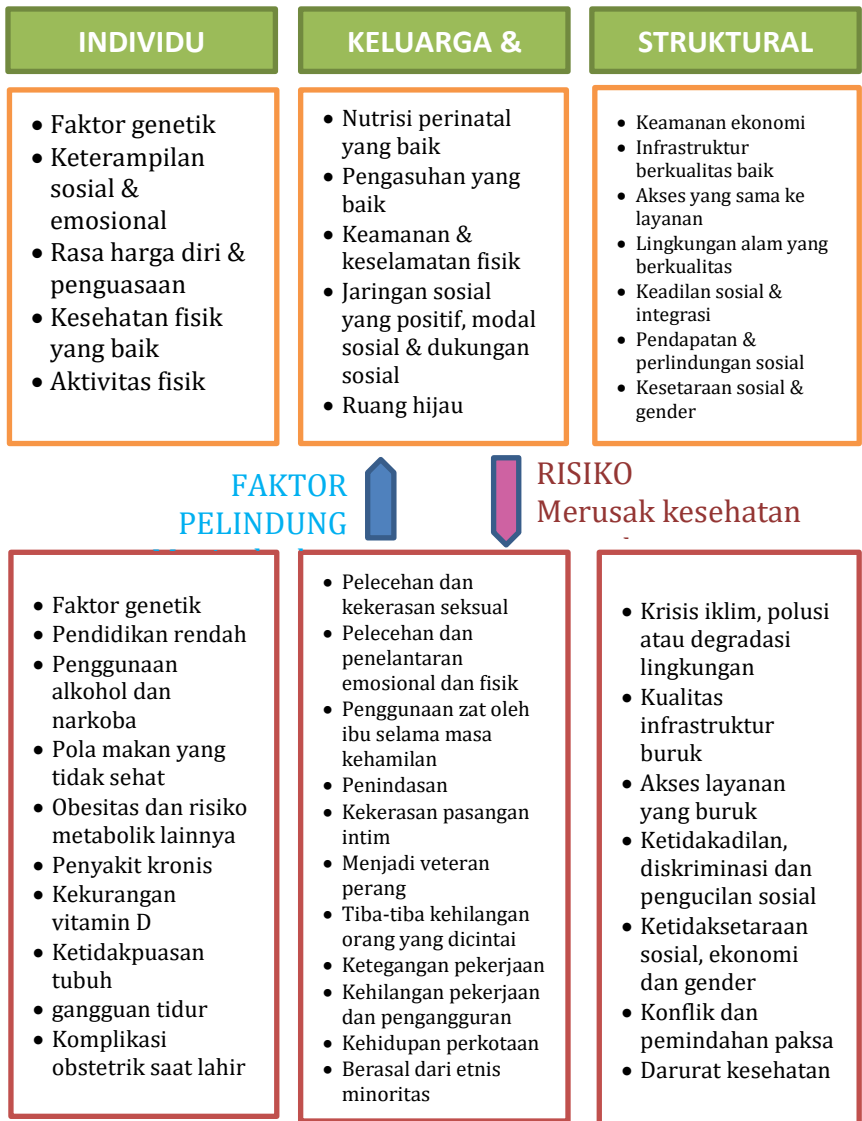 INDIVIDU
KELUARGA &
STRUKTURAL
• Faktor genetik
• Keterampilan
sosial &
emosional
• Rasa harga diri &
penguasaan
• Kesehatan fisik
yang baik
• Aktivitas fisik
• Nutrisi perinatal
yang baik
• Pengasuhan yang
baik
• Keamanan &
keselamatan fisik
• Jaringan sosial
yang positif, modal
sosial & dukungan
sosial
• Ruang hijau
• Keamanan ekonomi
• Infrastruktur
berkualitas baik
• Akses yang sama ke
layanan
• Lingkungan alam yang
berkualitas
• Keadilan sosial &
integrasi
• Pendapatan &
perlindungan sosial
• Kesetaraan sosial &
gender
FAKTOR
PELINDUNG
RISIKO
Merusak kesehatan
• Faktor genetik
• Pendidikan rendah
• Penggunaan
alkohol dan
narkoba
• Pola makan yang
tidak sehat
• Obesitas dan risiko
metabolik lainnya
• Penyakit kronis
• Kekurangan
vitamin D
• Ketidakpuasan
tubuh
• gangguan tidur
• Komplikasi
obstetrik saat lahir
• Pelecehan dan
kekerasan seksual
• Pelecehan dan
penelantaran
emosional dan fisik
• Penggunaan zat oleh
ibu selama masa
kehamilan
• Penindasan
• Kekerasan pasangan
intim
• Menjadi veteran
perang
• Tiba-tiba kehilangan
orang yang dicintai
• Ketegangan pekerjaan
• Kehilangan pekerjaan
dan pengangguran
• Kehidupan perkotaan
• Berasal dari etnis
minoritas
• Krisis iklim, polusi
atau degradasi
lingkungan
• Kualitas
infrastruktur
buruk
• Akses layanan
yang buruk
• Ketidakadilan,
diskriminasi dan
pengucilan sosial
• Ketidaksetaraan
sosial, ekonomi
dan gender
• Konflik dan
pemindahan paksa
• Darurat kesehatan